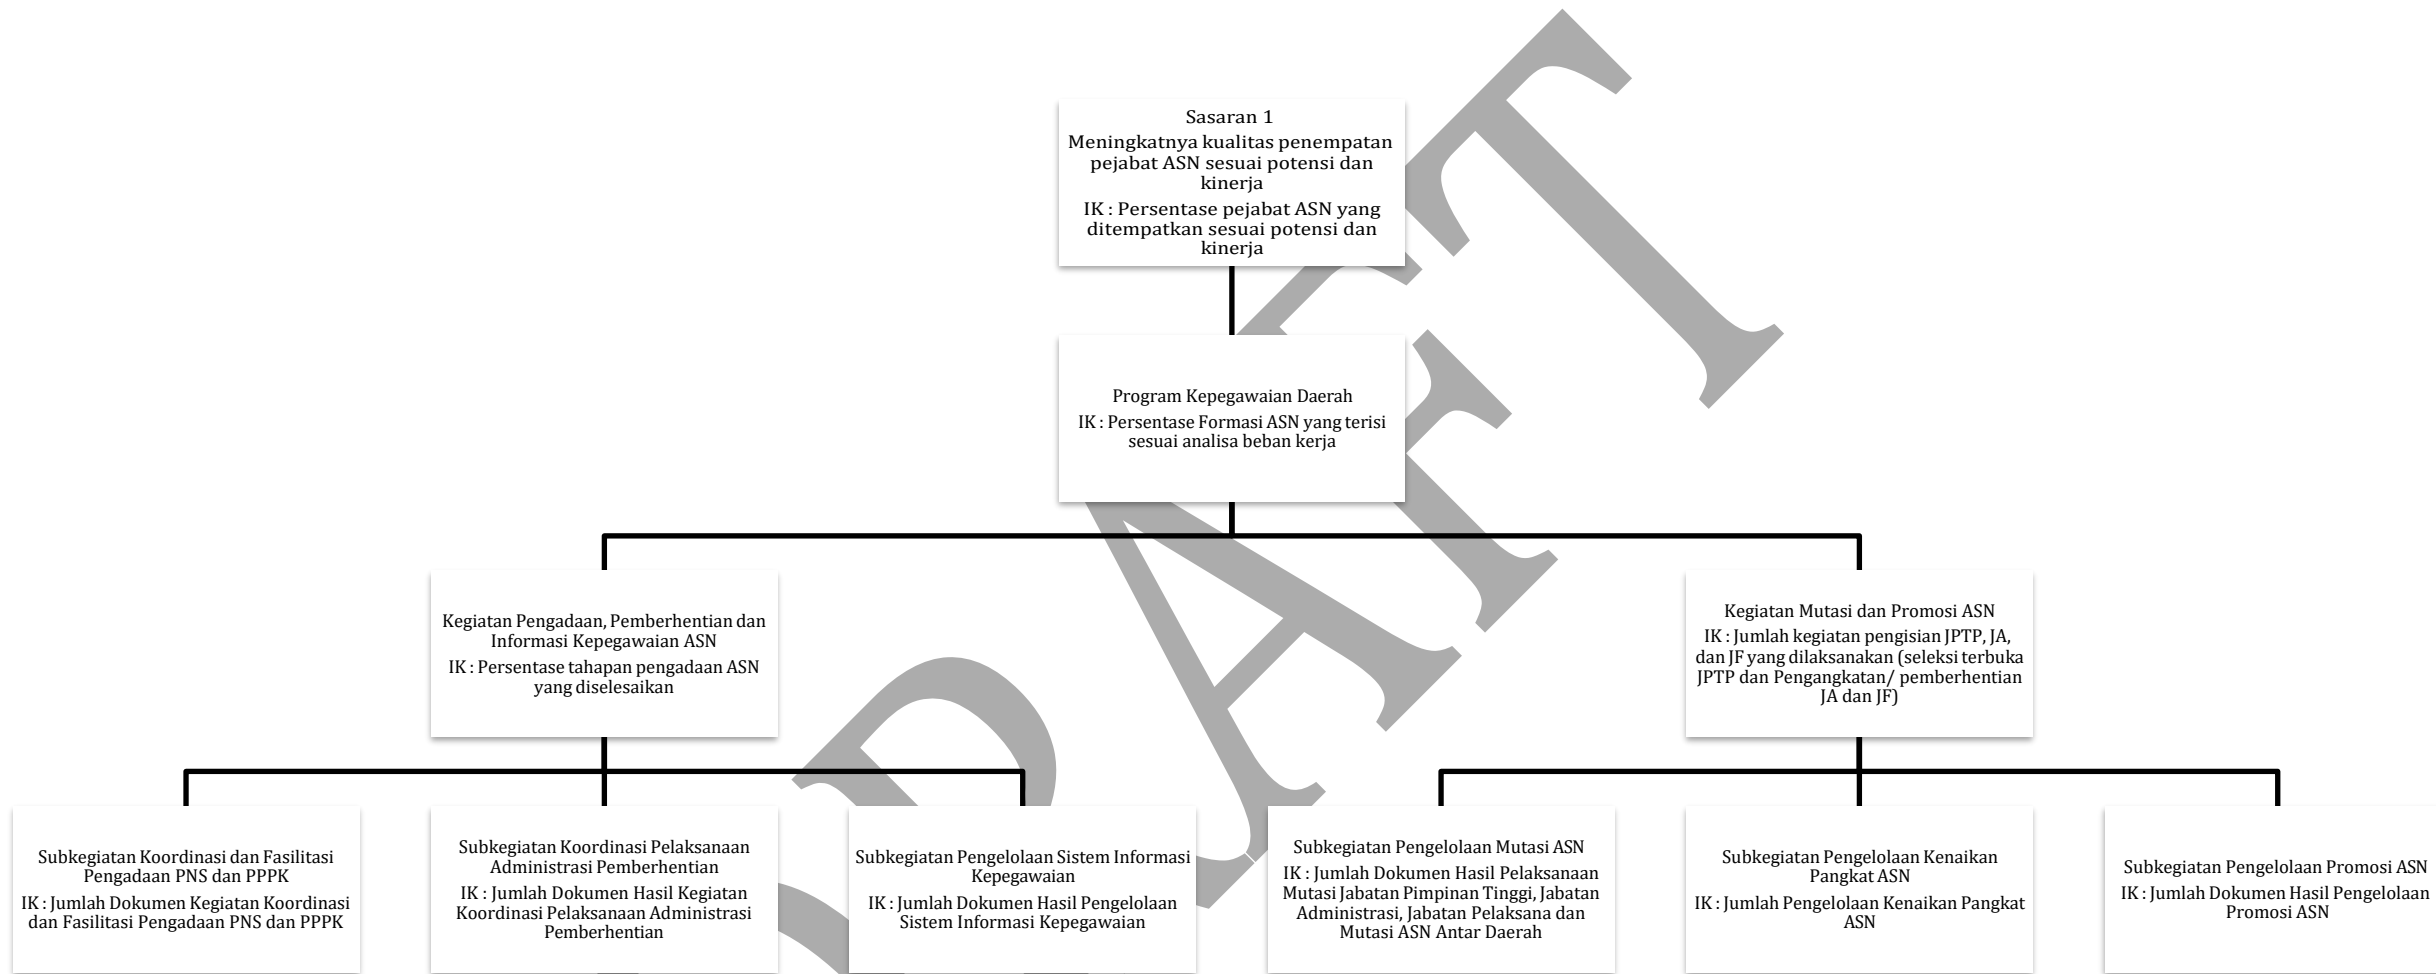 Sasaran 1
Meningkatnya kualitas penempatan
pejabat ASN sesuai potensi dan
kinerja
IK : Persentase pejabat ASN yang
ditempatkan sesuai potensi dan
kinerja
Program Kepegawaian Daerah
IK : Persentase Formasi ASN yang terisi
sesuai analisa beban kerja
Kegiatan Pengadaan, Pemberhentian dan
Informasi Kepegawaian ASN
IK : Persentase tahapan pengadaan ASN
yang diselesaikan
Kegiatan Mutasi dan Promosi ASN
IK : Jumlah kegiatan pengisian JPTP, JA,
dan JF yang dilaksanakan (seleksi terbuka
JPTP dan Pengangkatan/ pemberhentian
JA dan JF)
Subkegiatan Koordinasi dan Fasilitasi
Pengadaan PNS dan PPPK
IK : Jumlah Dokumen Kegiatan Koordinasi
dan Fasilitasi Pengadaan PNS dan PPPK
Subkegiatan Koordinasi Pelaksanaan
Administrasi Pemberhentian
IK : Jumlah Dokumen Hasil Kegiatan
Koordinasi Pelaksanaan Administrasi
Pemberhentian
Subkegiatan Pengelolaan Sistem Informasi
Kepegawaian
IK : Jumlah Dokumen Hasil Pengelolaan
Sistem Informasi Kepegawaian
Subkegiatan Pengelolaan Mutasi ASN
IK : Jumlah Dokumen Hasil Pelaksanaan
Mutasi Jabatan Pimpinan Tinggi, Jabatan
Administrasi, Jabatan Pelaksana dan
Mutasi ASN Antar Daerah
Subkegiatan Pengelolaan Kenaikan
Pangkat ASN
IK : Jumlah Pengelolaan Kenaikan Pangkat
ASN
Subkegiatan Pengelolaan Promosi ASN
IK : Jumlah Dokumen Hasil Pengelolaan
Promosi ASN
DRAFT